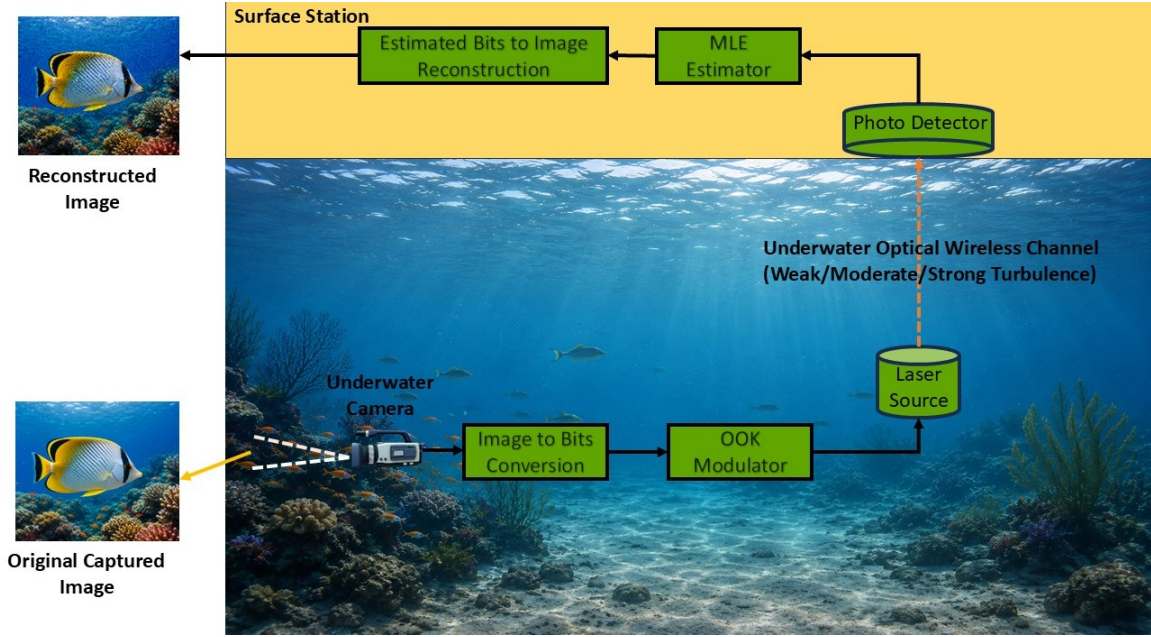 Surface Station
Estimated Bits to Image
Reconstruction
MLE
Estimator
Photo Detector
Reconstructed
Image
Underwater Optical Wireless Channel
(Weak/Moderate/Strong Turbulence)
Laser
Source
Underwater
Camera
Image to Bits
Conversion
OOK
Modulator
Original Captured
Image